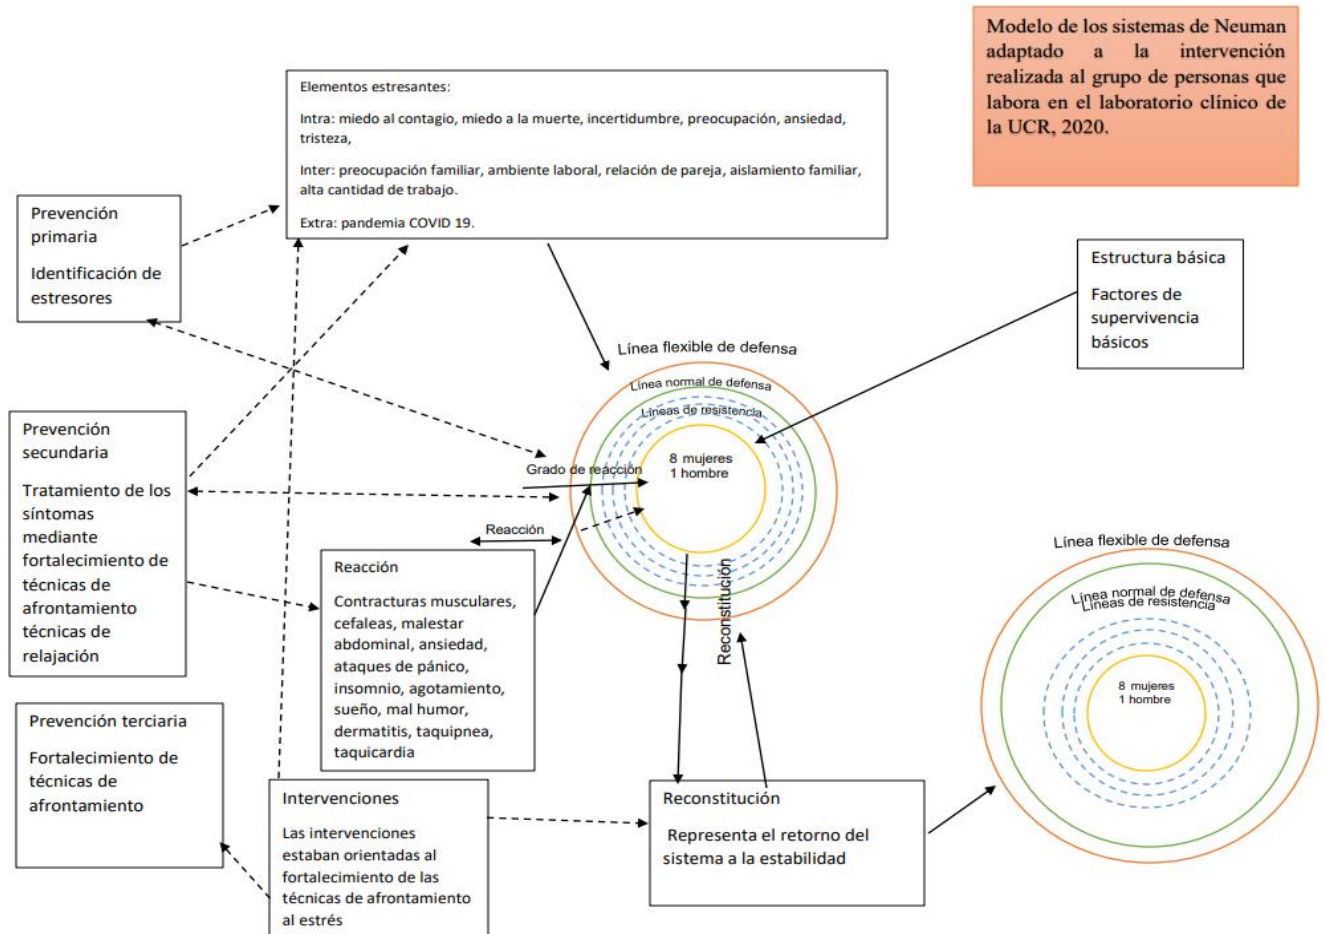 Modelo de los sistemas de Neuman
adaptado a la intervención
realizada al grupo de personas que
labora en el laboratorio clínico de
la UCR, 2020.
Elementos estresantes:
Intra: miedo al contagio, miedo a la muerte, incertidumbre, preocupación, ansiedad,
tristeza,
Inter: preocupación familiar, ambiente laboral, relación de pareja, aislamiento familiar,
alta cantidad de trabajo.
Extra: pandemia COVID 19.
Prevención
primaria
Identificación de
estresores
Estructura básica
Factores de
supervivencia
básicos
Línea flexible de defensa
Línea normal de defensa
Líneas de resistencia
8 mujeres
1 hombre
Grado de reacción
Reacción
Reconstitución
Prevención
secundaria
Tratamiento de los
síntomas
mediante
fortalecimiento de
técnicas de
afrontamiento
técnicas de
relajación
Reacción
Contracturas musculares,
cefaleas, malestar
abdominal, ansiedad,
ataques de pánico,
insomnio, agotamiento,
sueño, mal humor,
dermatitis, taquipnea,
taquicardia
Línea flexible de defensa
Línea normal de defensa
Líneas de resistencia
8 mujeres
1 hombre
Prevención terciaria
Fortalecimiento de
técnicas de
afrontamiento
Intervenciones
Las intervenciones
estaban orientadas al
fortalecimiento de las
técnicas de afrontamiento
al estrés
Reconstitución
Representa el retorno del
sistema a la estabilidad